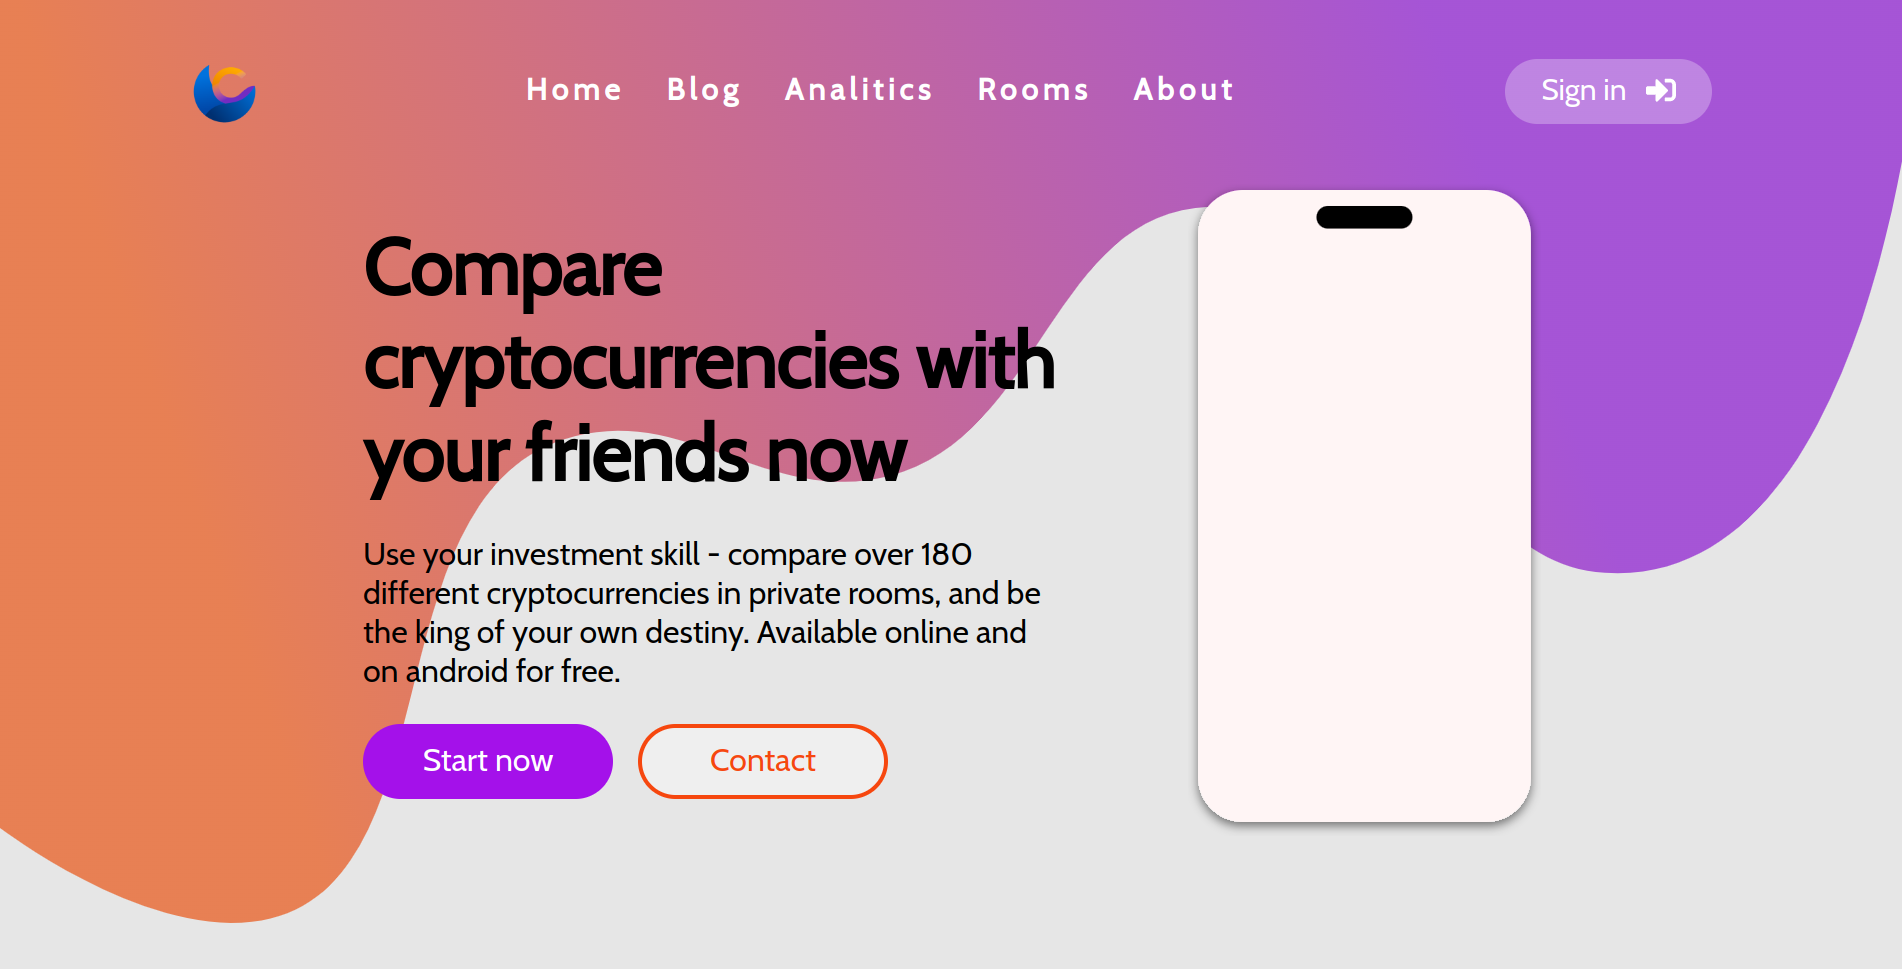 Home Blog Analitics Rooms About
Sign in
Compare
cryptocurrencies with
your friends now
Use your investment skill - compare over 180
different cryptocurrencies in private rooms, and be
the king of your own destiny. Available online and
on android for free.
Start now
Contact